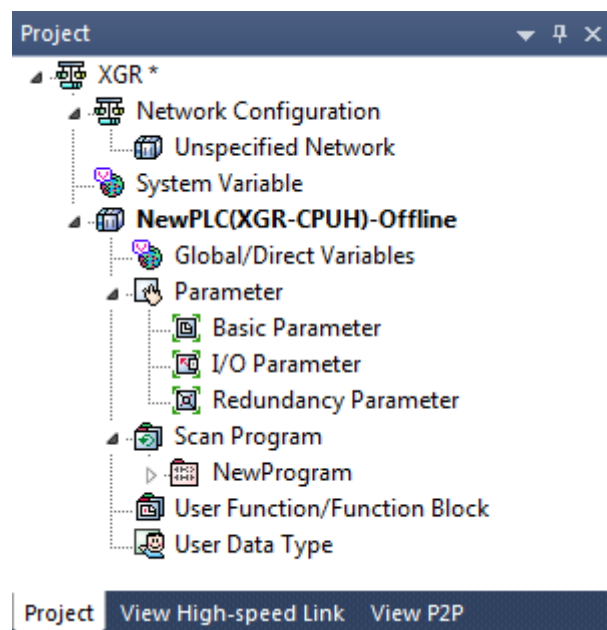 Project
XGR *
Network Configuration
Unspecified Network
System Variable
NewPLC(XGR-CPUH)-Offline
Global/Direct Variables
Parameter
Basic Parameter
I/O Parameter
Redundancy Parameter
Scan Program
NewProgram
User Function/Function Block
User Data Type
Project View High-speed Link View P2P